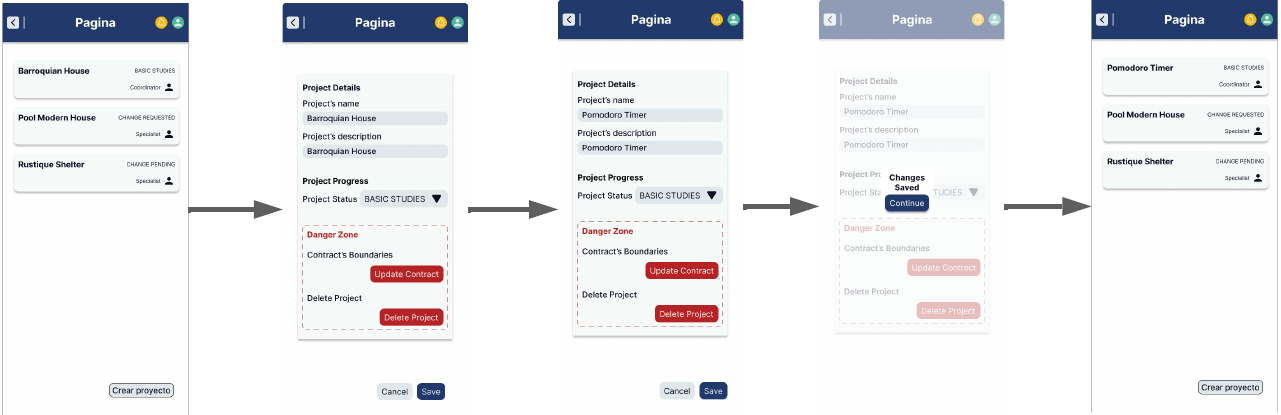 Pagina
Barroquian House
BASIC STUDIES
Coordinator
Pool Modern House
CHANGE REQUESTED
Specialist
Rustique Shelter
CHANGE PENDING
Specialist
Crear proyecto
Pagina
Project Details
Project's name
Barroquian House
Project's description
Barroquian House
Project Progress
Project Status BASIC STUDIES
Danger Zone
Contract's Boundaries
Update Contract
Delete Project
Delete Project
Cancel Save
Pagina
Project Details
Project's name
Pomodoro Timer
Project's description
Pomodoro Timer
Project Progress
Project Status BASIC STUDIES
Danger Zone
Contract's Boundaries
Update Contract
Delete Project
Delete Project
Cancel Save
Pagina
Project Details
Project's name
Pomodoro Timer
Project's description
Pomodoro Timer
Project Pr
Project Sta TUDIES
Changes
Saved
Continue
Danger Zone
Contract's Boundaries
Update Contract
Delete Project
Delete Project
Pagina
Pomodoro Timer
BASIC STUDIES
Coordinator
Pool Modern House
CHANGE REQUESTED
Specialist
Rustique Shelter
CHANGE PENDING
Specialist
Crear proyecto